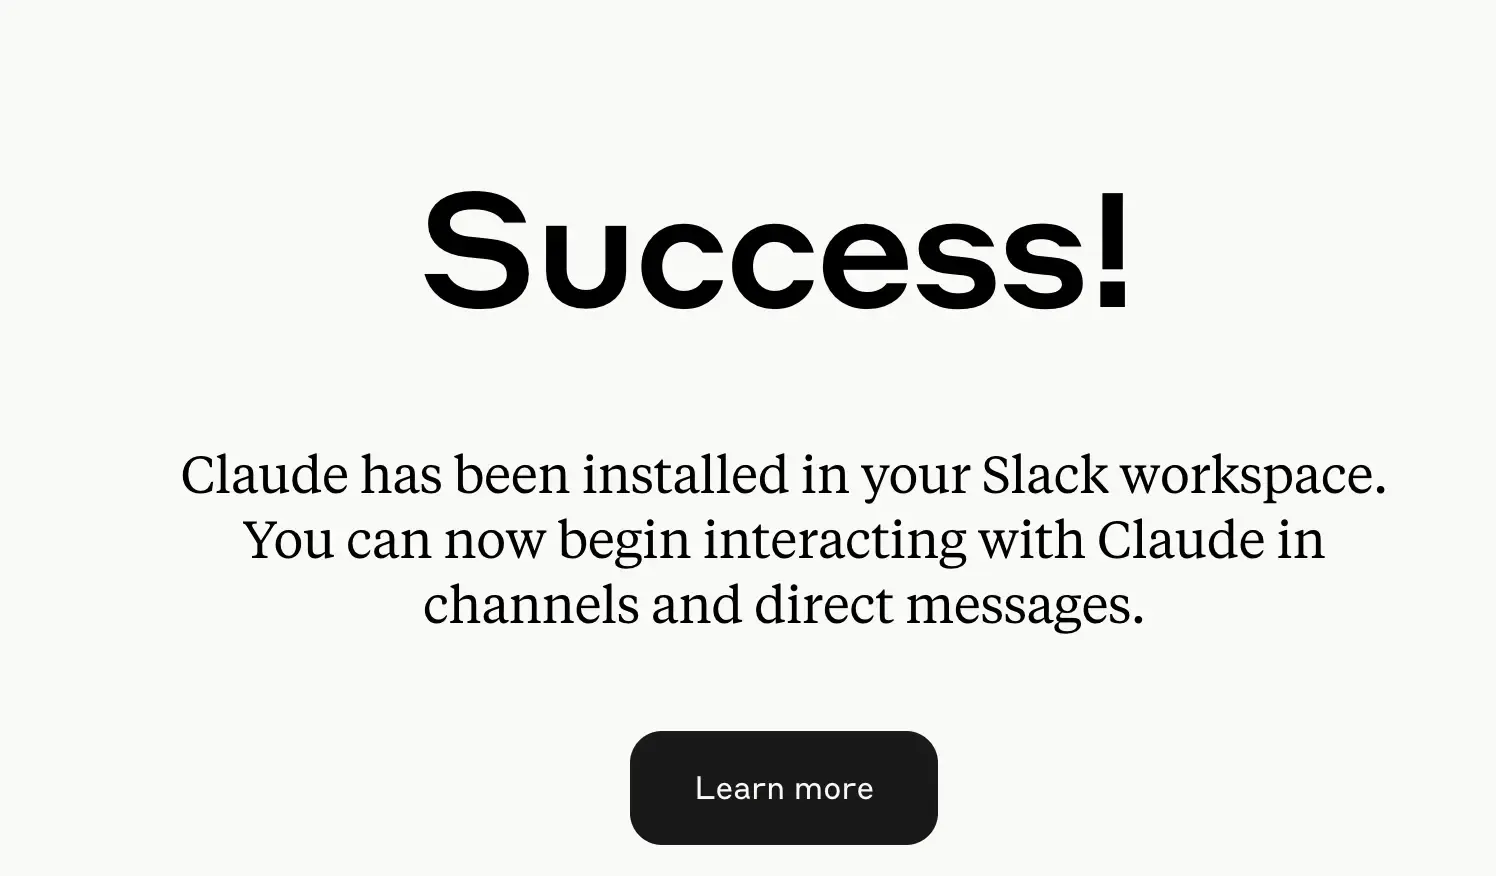 Success!
Claude has been installed in your Slack workspace.
You can now begin interacting with Claude in
channels and direct messages.
Learn more